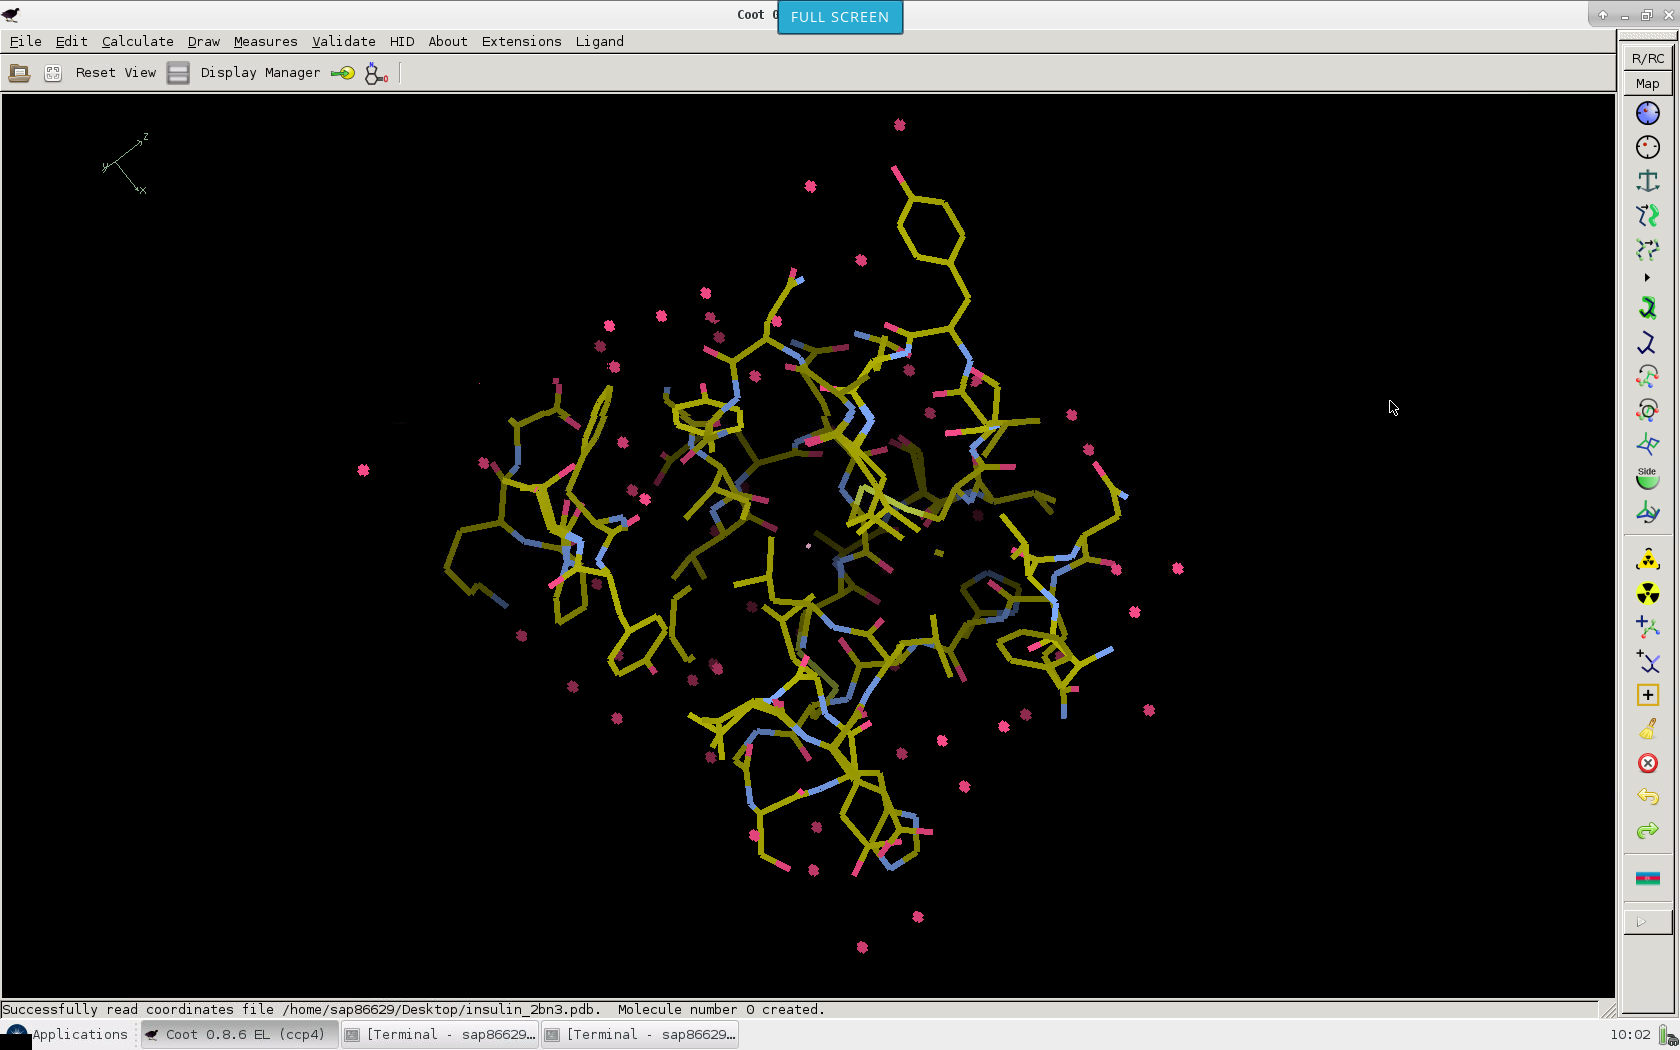 Coot G
FULL SCREEN
File Edit Calculate Draw Measures Validate HID About Extensions Ligand
Reset View Display Manager
R/RC
Map
z
y
x
Side
Successfully read coordinates file /home/sap86629/Desktop/insulin_2bn3.pdb. Molecule number 0 created.
Applications Coot 0.8.6 EL (ccp4) [Terminal - sap86629... [Terminal - sap86629... 10:02